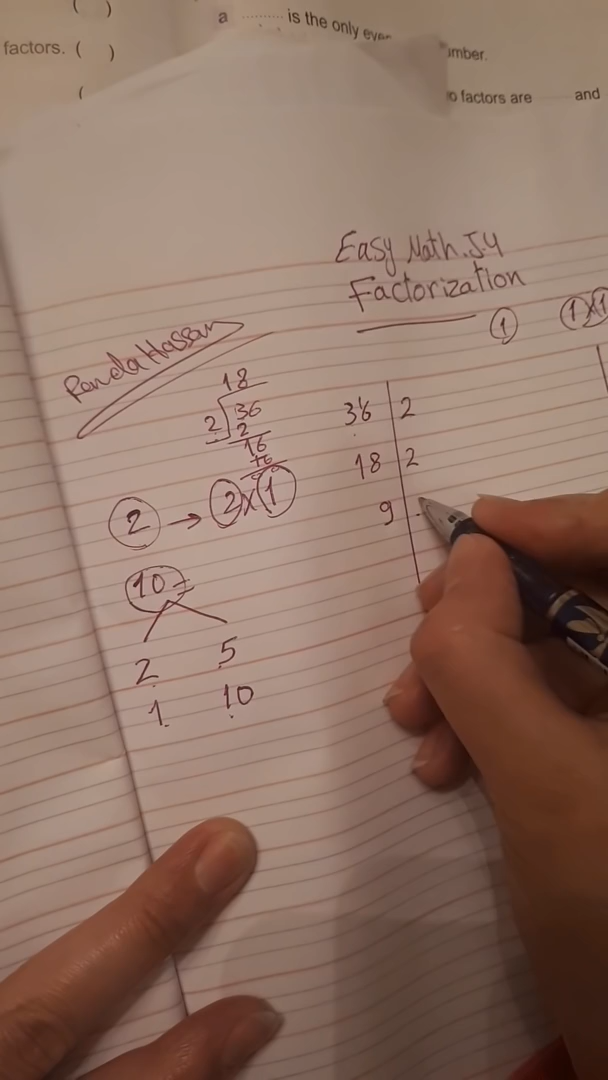 ( )
a .......... is the only even
factors. ( )
umber.
(
o factors are and
Easy Math.J4
Factorization
Randa Hassan
1
18
2 36
2
16
16
36 2
18 2
9
2 → 2x1
10 =
2 5
1 10